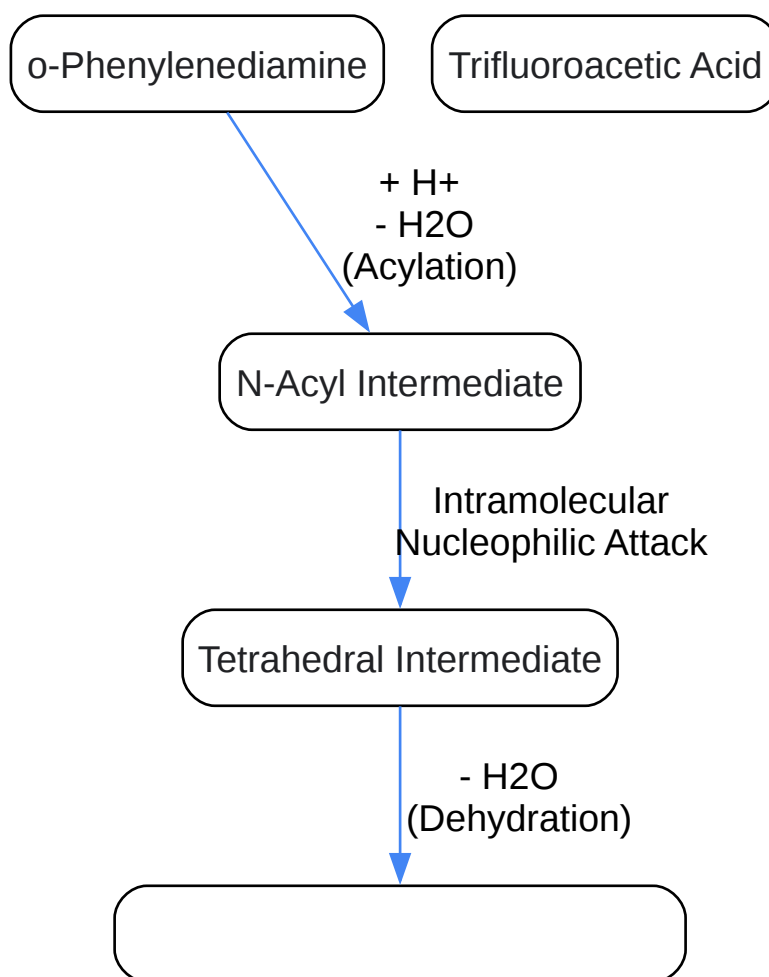 o-Phenylenediamine
Trifluoroacetic Acid
+ H+
- H2O
(Acylation)
N-Acyl Intermediate
Intramolecular
Nucleophilic Attack
Tetrahedral Intermediate
- H2O
(Dehydration)